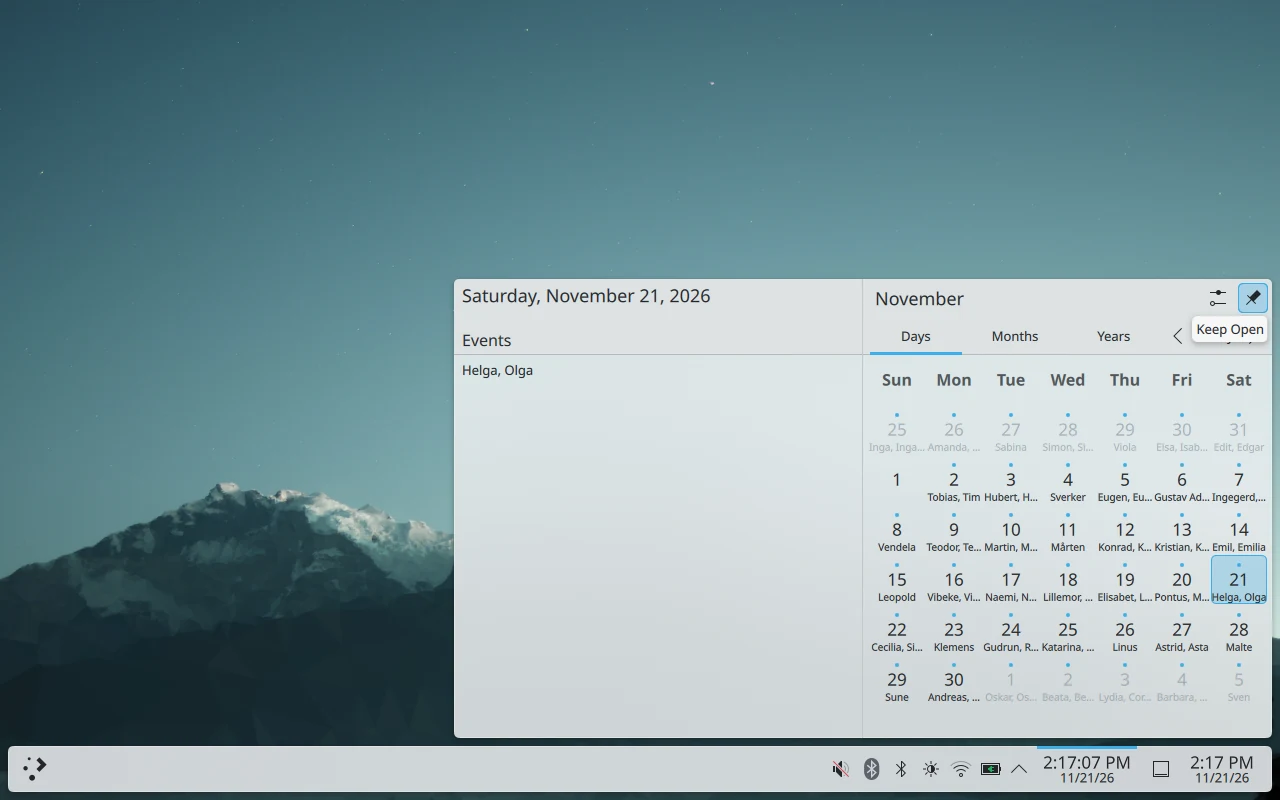 Saturday, November 21, 2026
Events
Helga, Olga
November
Keep Open
Days Months Years
Sun Mon Tue Wed Thu Fri Sat
25 26 27 28 29 30 31
Inga, Inga... Amanda, ... Sabina Simon, Si... Viola Elsa, Isab... Edit, Edgar
1 2 3 4 5 6 7
Tobias, Tim Hubert, H... Sverker Eugen, Eu... Gustav Ad... Ingegerd,...
8 9 10 11 12 13 14
Vendela Teodor, Te... Martin, M... Mårten Konrad, K... Kristian, K... Emil, Emilia
15 16 17 18 19 20 21
Leopold Vibeke, Vi... Naemi, N... Lillemor, ... Elisabet, L... Pontus, M... Helga, Olga
22 23 24 25 26 27 28
Cecilia, Si... Klemens Gudrun, R... Katarina, ... Linus Astrid, Asta Malte
29 30 1 2 3 4 5
Sune Andreas, ... Oskar, Os... Beata, Be... Lydia, Cor... Barbara, ... Sven
2:17:07 PM 2:17 PM
11/21/26 11/21/26